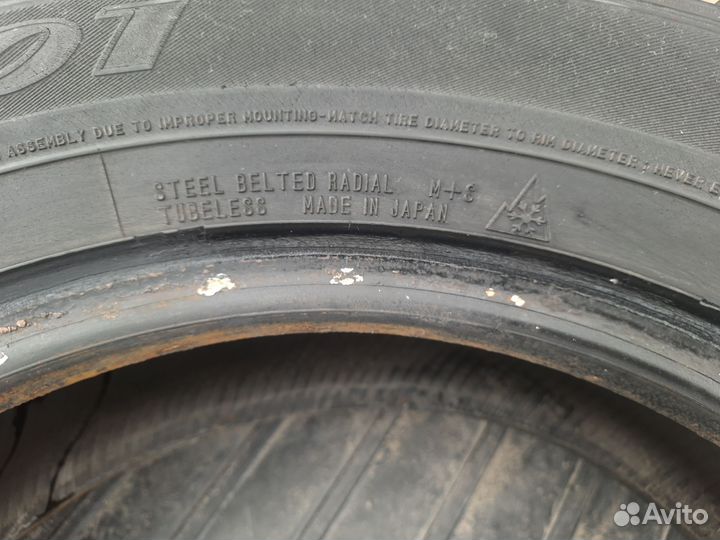 01
ASSEMBLY DUE TO IMPROPER MOUNTING-MATCH TIRE DIAMETER TO RIM DIAMETER; NEVER
STEEL BELTED RADIAL M+S
TUBELESS MADE IN JAPAN
Avito